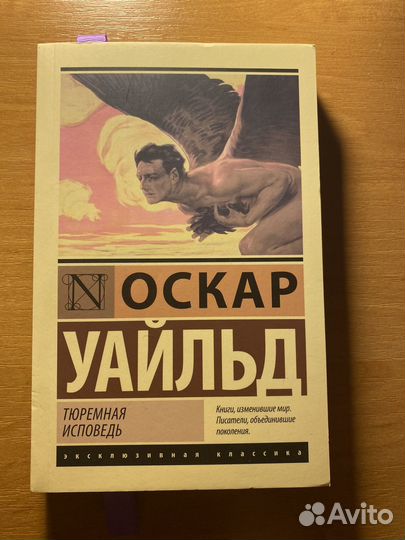 N
ОСКАР
УАЙЛЬД
ТЮРЕМНАЯ
ИСПОВЕДЬ
Книги, изменившие мир.
Писатели, объединившие
поколения.
эксклюзивная классика
Avito